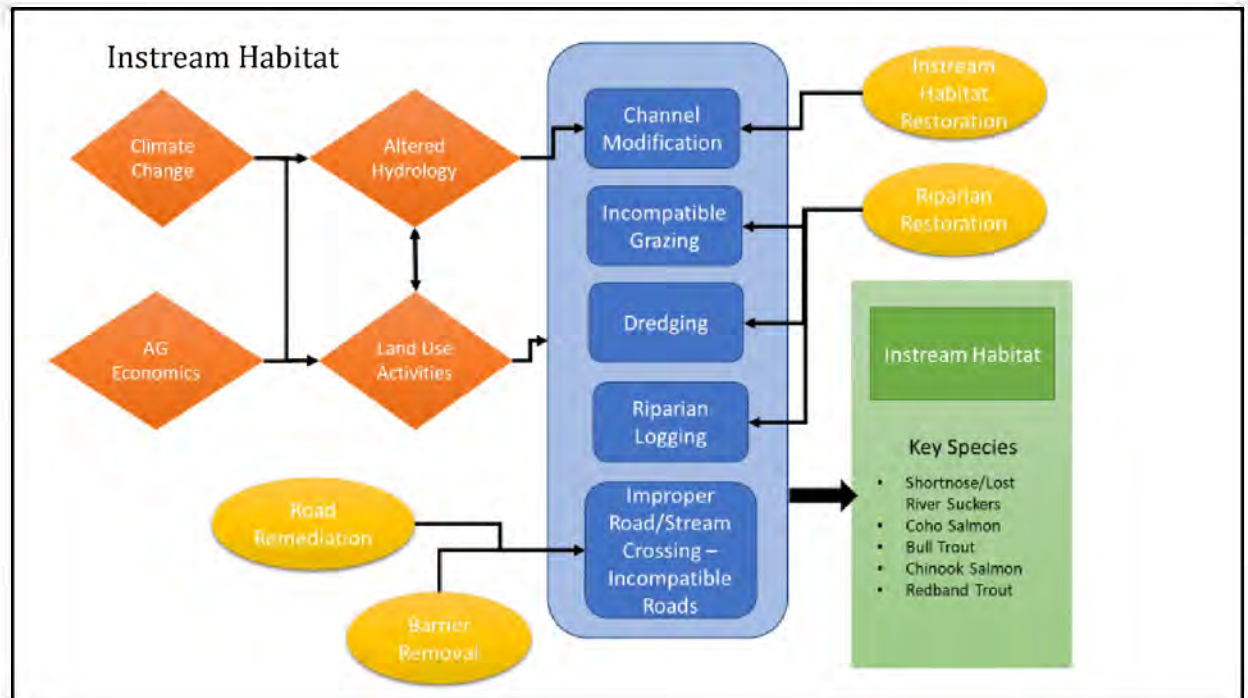 Instream Habitat
Climate
Change
Altered
Hydrology
AG
Economics
Land Use
Activities
Channel
Modification
Incompatible
Grazing
Dredging
Riparian
Logging
Improper
Road/Stream
Crossing –
Incompatible
Roads
Instream
Habitat
Restoration
Riparian
Restoration
Road
Remediation
Barrier
Removal
Instream Habitat
Key Species
• Shortnose/Lost
River Suckers
• Coho Salmon
• Bull Trout
• Chinook Salmon
• Redband Trout